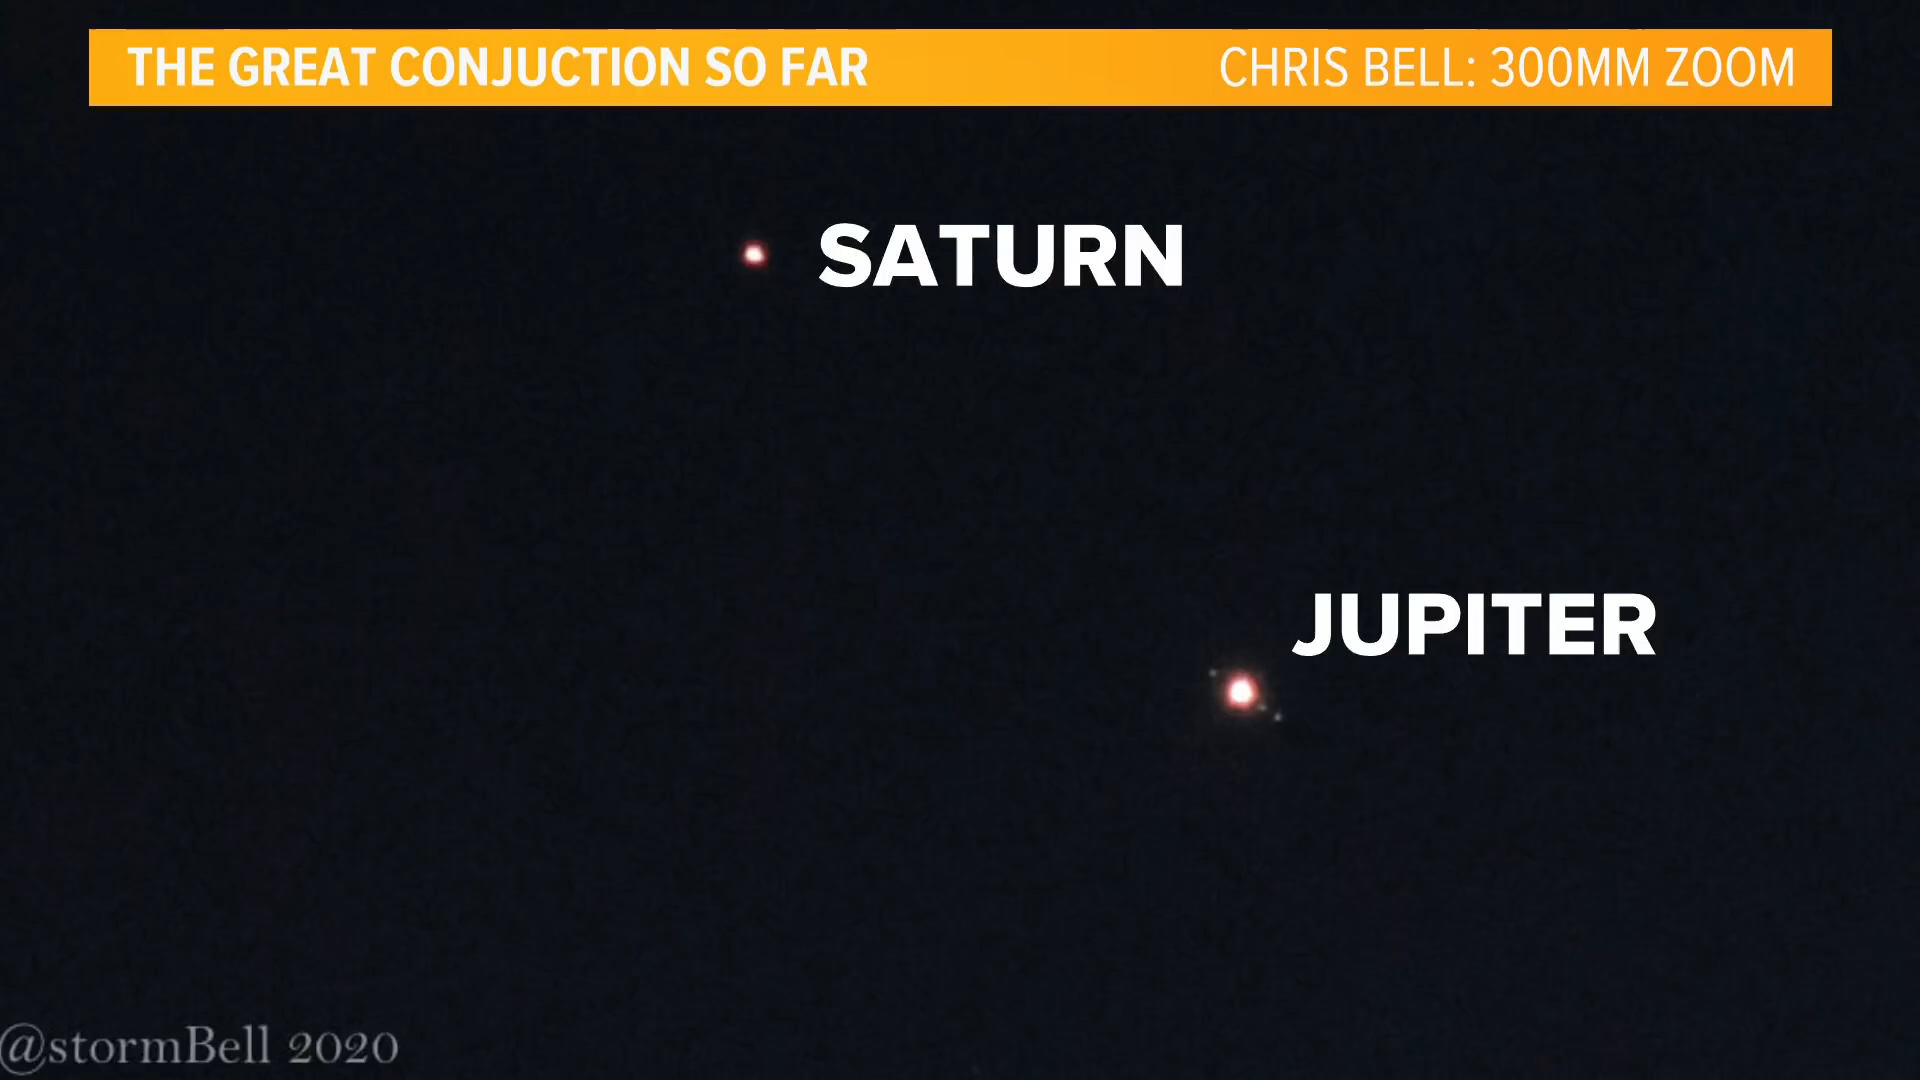 THE GREAT CONJUCTION SO FAR
CHRIS BELL: 300MM ZOOM
SATURN
JUPITER
@stormBell 2020